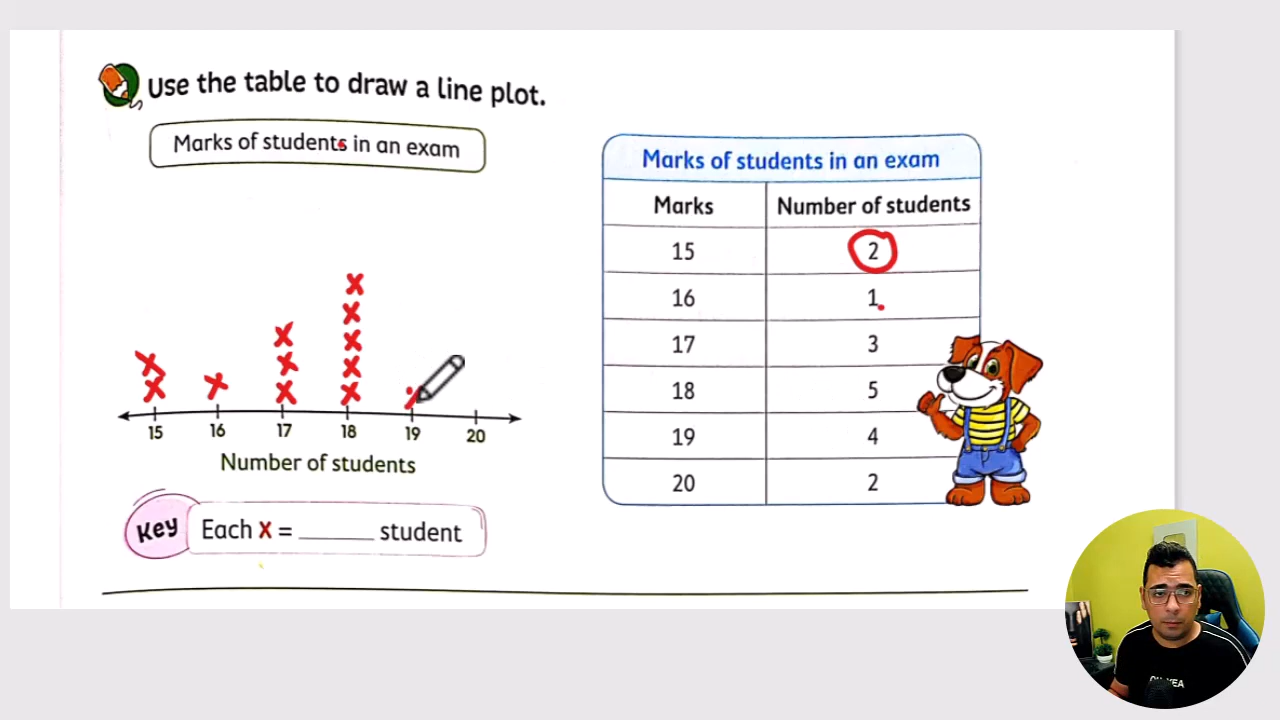 Use the table to draw a line plot.
Marks of students in an exam
X
X
X X
X X X
X X X X
X X X X
15 16 17 18 19 20
Number of students
Key Each X = ______ student
Marks of students in an exam
Marks Number of students
15 2
16 1
17 3
18 5
19 4
20 2